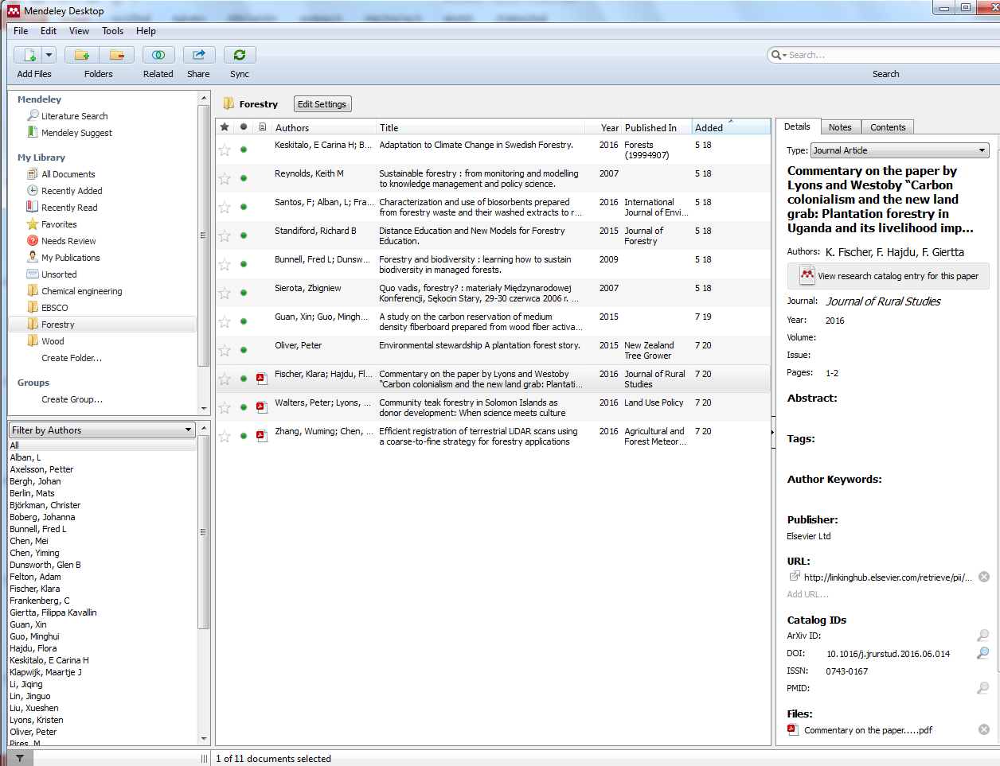 Mendeley Desktop
File Edit View Tools Help
Search...
Add Files Folders Related Share Sync Search
Mendeley
Literature Search
Mendeley Suggest
My Library
All Documents
Recently Added
Recently Read
Favorites
Needs Review
My Publications
Unsorted
Chemical engineering
EBSCO
Forestry
Wood
Create Folder...
Groups
Create Group...
Filter by Authors
All
Alban, L
Axelsson, Petter
Bergh, Johan
Berlin, Mats
Björkman, Christer
Boberg, Johanna
Bunnell, Fred L
Chen, Mei
Chen, Yiming
Dunsworth, Glen B
Felton, Adam
Fischer, Klara
Frankenberg, C
Giertta, Filippa Kavallin
Guan, Xin
Guo, Minghui
Hajdu, Flora
Keskitalo, E Carina H
Klapwijk, Maartje J
Li, Jiqing
Lin, Jinguo
Liu, Xueshen
Lyons, Kristen
Oliver, Peter
Pires, M
Forestry Edit Settings
Authors Title Year Published In Added
Keskitalo, E Carina H; B... Adaptation to Climate Change in Swedish Forestry. 2016 Forests 5 18
(19994907)
Reynolds, Keith M Sustainable forestry : from monitoring and modelling 2007 5 18
to knowledge management and policy science.
Santos, F; Alban, L; Fra... Characterization and use of biosorbents prepared 2016 International 5 18
from forestry waste and their washed extracts to r... Journal of Envi...
Standiford, Richard B Distance Education and New Models for Forestry 2015 Journal of 5 18
Education. Forestry
Bunnell, Fred L; Dunsw... Forestry and biodiversity : learning how to sustain 2009 5 18
biodiversity in managed forests.
Sierota, Zbigniew Quo vadis, forestry? : materiały Międzynarodowej 2007 5 18
Konferencji, Sękocin Stary, 29-30 czerwca 2006 r. ...
Guan, Xin; Guo, Mingh... A study on the carbon reservation of medium 2015 7 19
density fiberboard prepared from wood fiber activa...
Oliver, Peter Environmental stewardship A plantation forest story. 2015 New Zealand 7 20
Tree Grower
Fischer, Klara; Hajdu, Fl... Commentary on the paper by Lyons and Westoby 2016 Journal of Rural 7 20
“Carbon colonialism and the new land grab: Plantati... Studies
Walters, Peter; Lyons, ... Community teak forestry in Solomon Islands as 2016 Land Use Policy 7 20
donor development: When science meets culture
Zhang, Wuming; Chen, ... Efficient registration of terrestrial LiDAR scans using 2016 Agricultural and 7 20
a coarse-to-fine strategy for forestry applications Forest Meteor...
Details Notes Contents
Type: Journal Article
Commentary on the paper by
Lyons and Westoby “Carbon
colonialism and the new land
grab: Plantation forestry in
Uganda and its livelihood imp...
Authors: K. Fischer, F. Hajdu, F. Giertta
View research catalog entry for this paper
Journal: Journal of Rural Studies
Year: 2016
Volume:
Issue:
Pages: 1-2
Abstract:
Tags:
Author Keywords:
Publisher:
Elsevier Ltd
URL:
http://linkinghub.elsevier.com/retrieve/pii/...
Add URL...
Catalog IDs
ArXiv ID:
DOI: 10.1016/j.jrurstud.2016.06.014
ISSN: 0743-0167
PMID:
Files:
Commentary on the paper.....pdf
1 of 11 documents selected